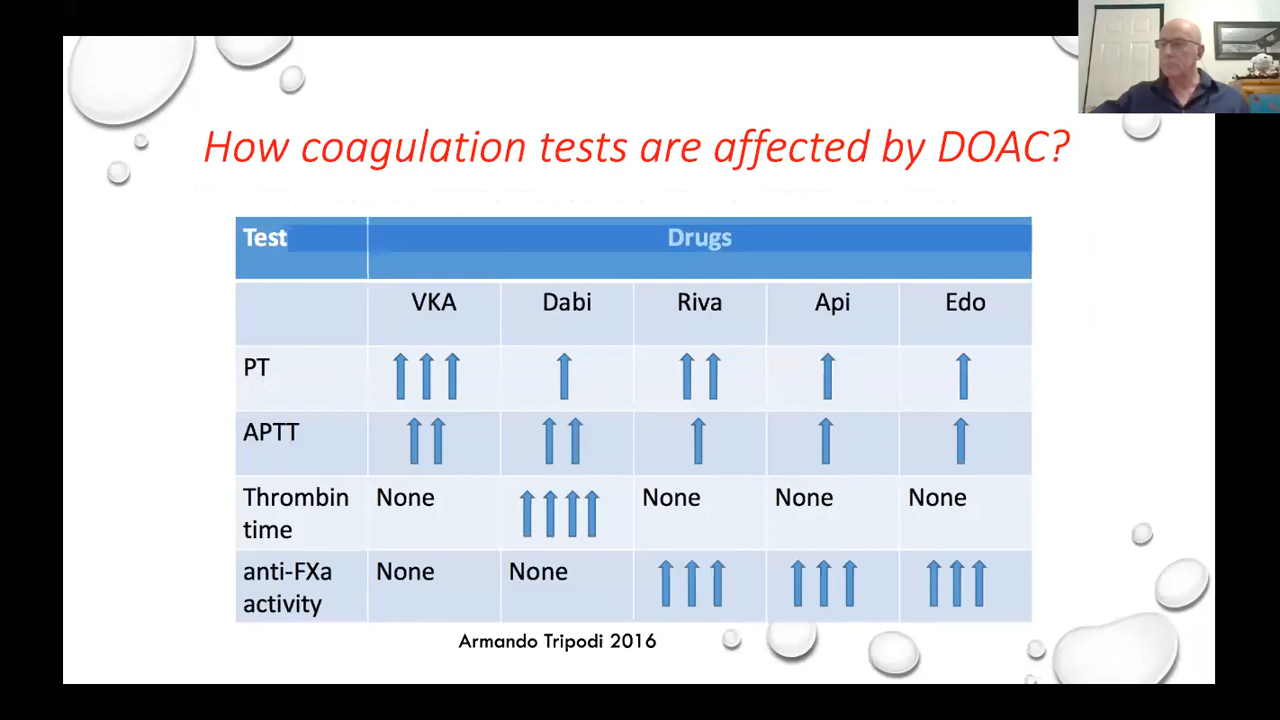 How coagulation tests are affected by DOAC?
Test Drugs
VKA Dabi Riva Api Edo
PT
APTT
Thrombin time None None None None
anti-FXa activity None None
Armando Tripodi 2016